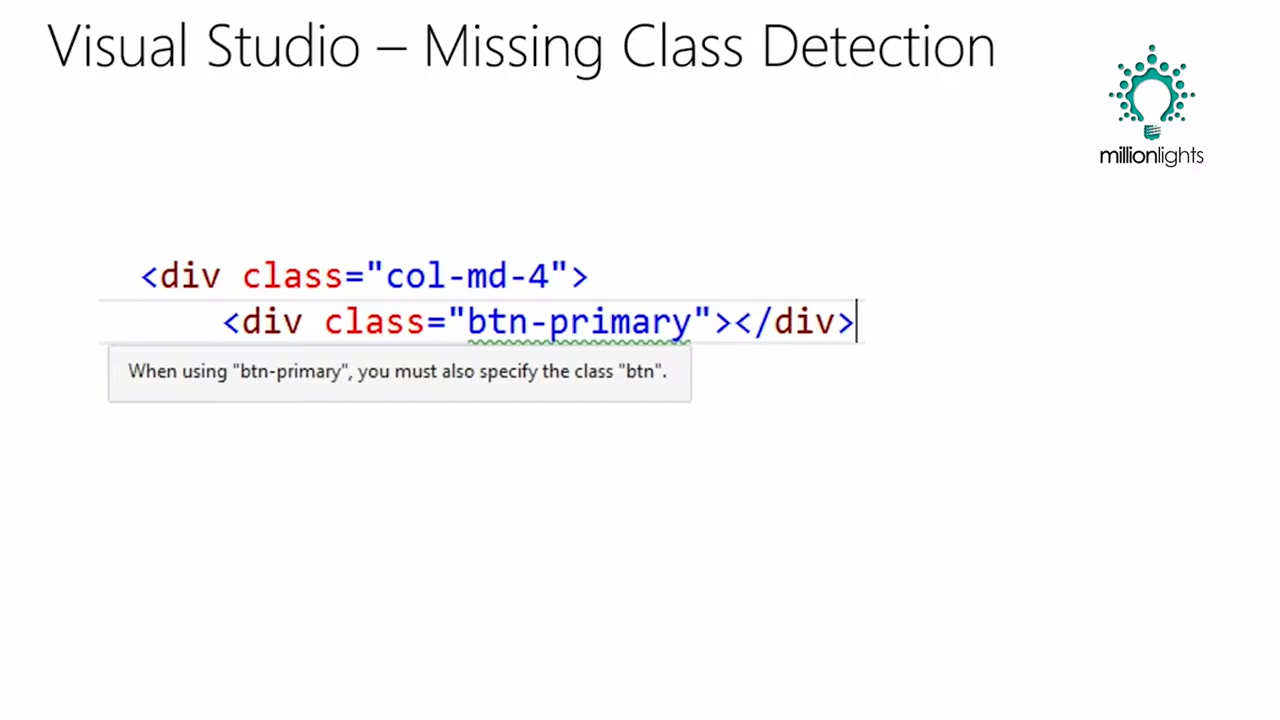 Visual Studio – Missing Class Detection
millionlights
<div class="col-md-4">
<div class="btn-primary"></div>
When using "btn-primary", you must also specify the class "btn".